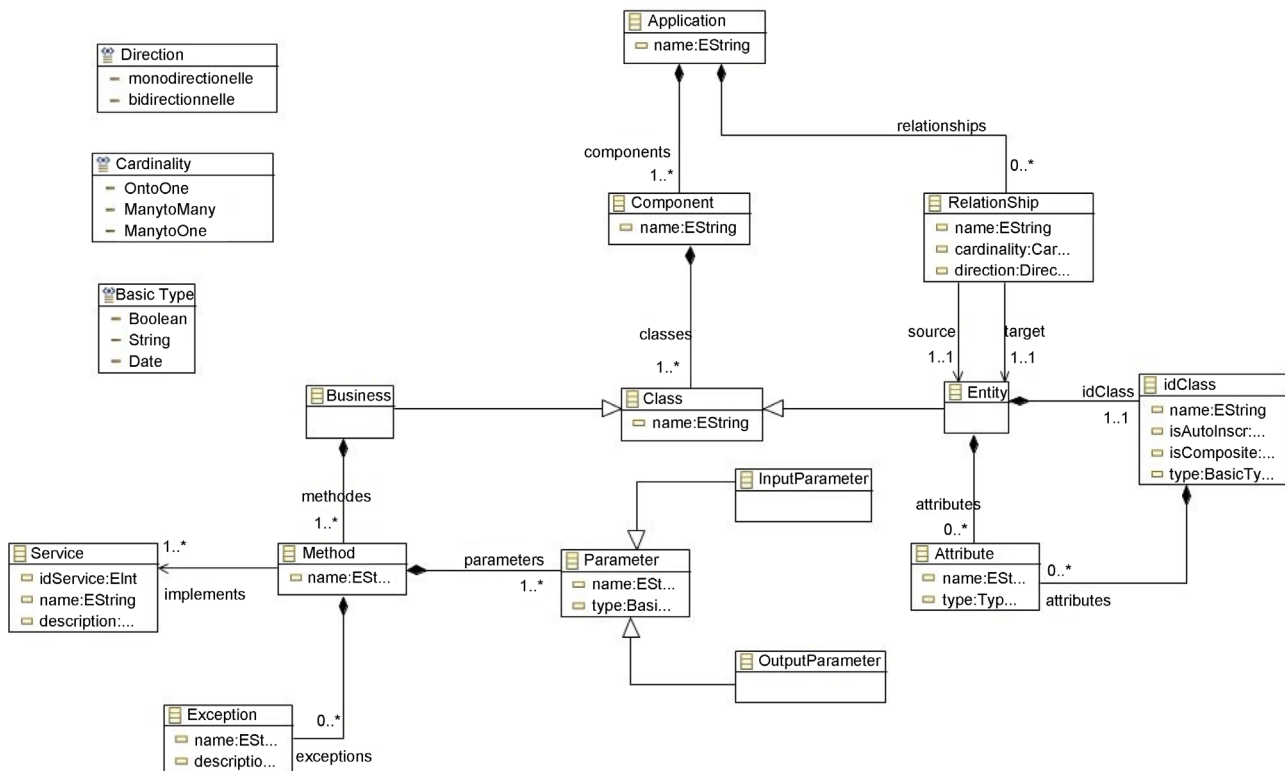 Application
name:EString
Direction
monodirectionelle
bidirectionnelle
relationships
components
1..*
0..*
Cardinality
OntoOne
ManytoMany
ManytoOne
Component
name:EString
RelationShip
name:EString
cardinality:Car...
direction:Direc...
Basic Type
Boolean
String
Date
classes
1..*
source
target
1..1
1..1
Business
Class
name:EString
Entity
idClass
1..1
idClass
name:EString
isAutoInscr:...
isComposite:...
type:BasicTy...
methodes
1..*
InputParameter
attributes
0..*
Service
idService:EInt
name:EString
description:...
1..*
implements
Method
name:ESt...
parameters
1..*
Parameter
name:ESt...
type:Basi...
Attribute
name:ESt...
type:Typ...
0..*
attributes
OutputParameter
Exception
name:ESt...
descriptio...
0..*
exceptions